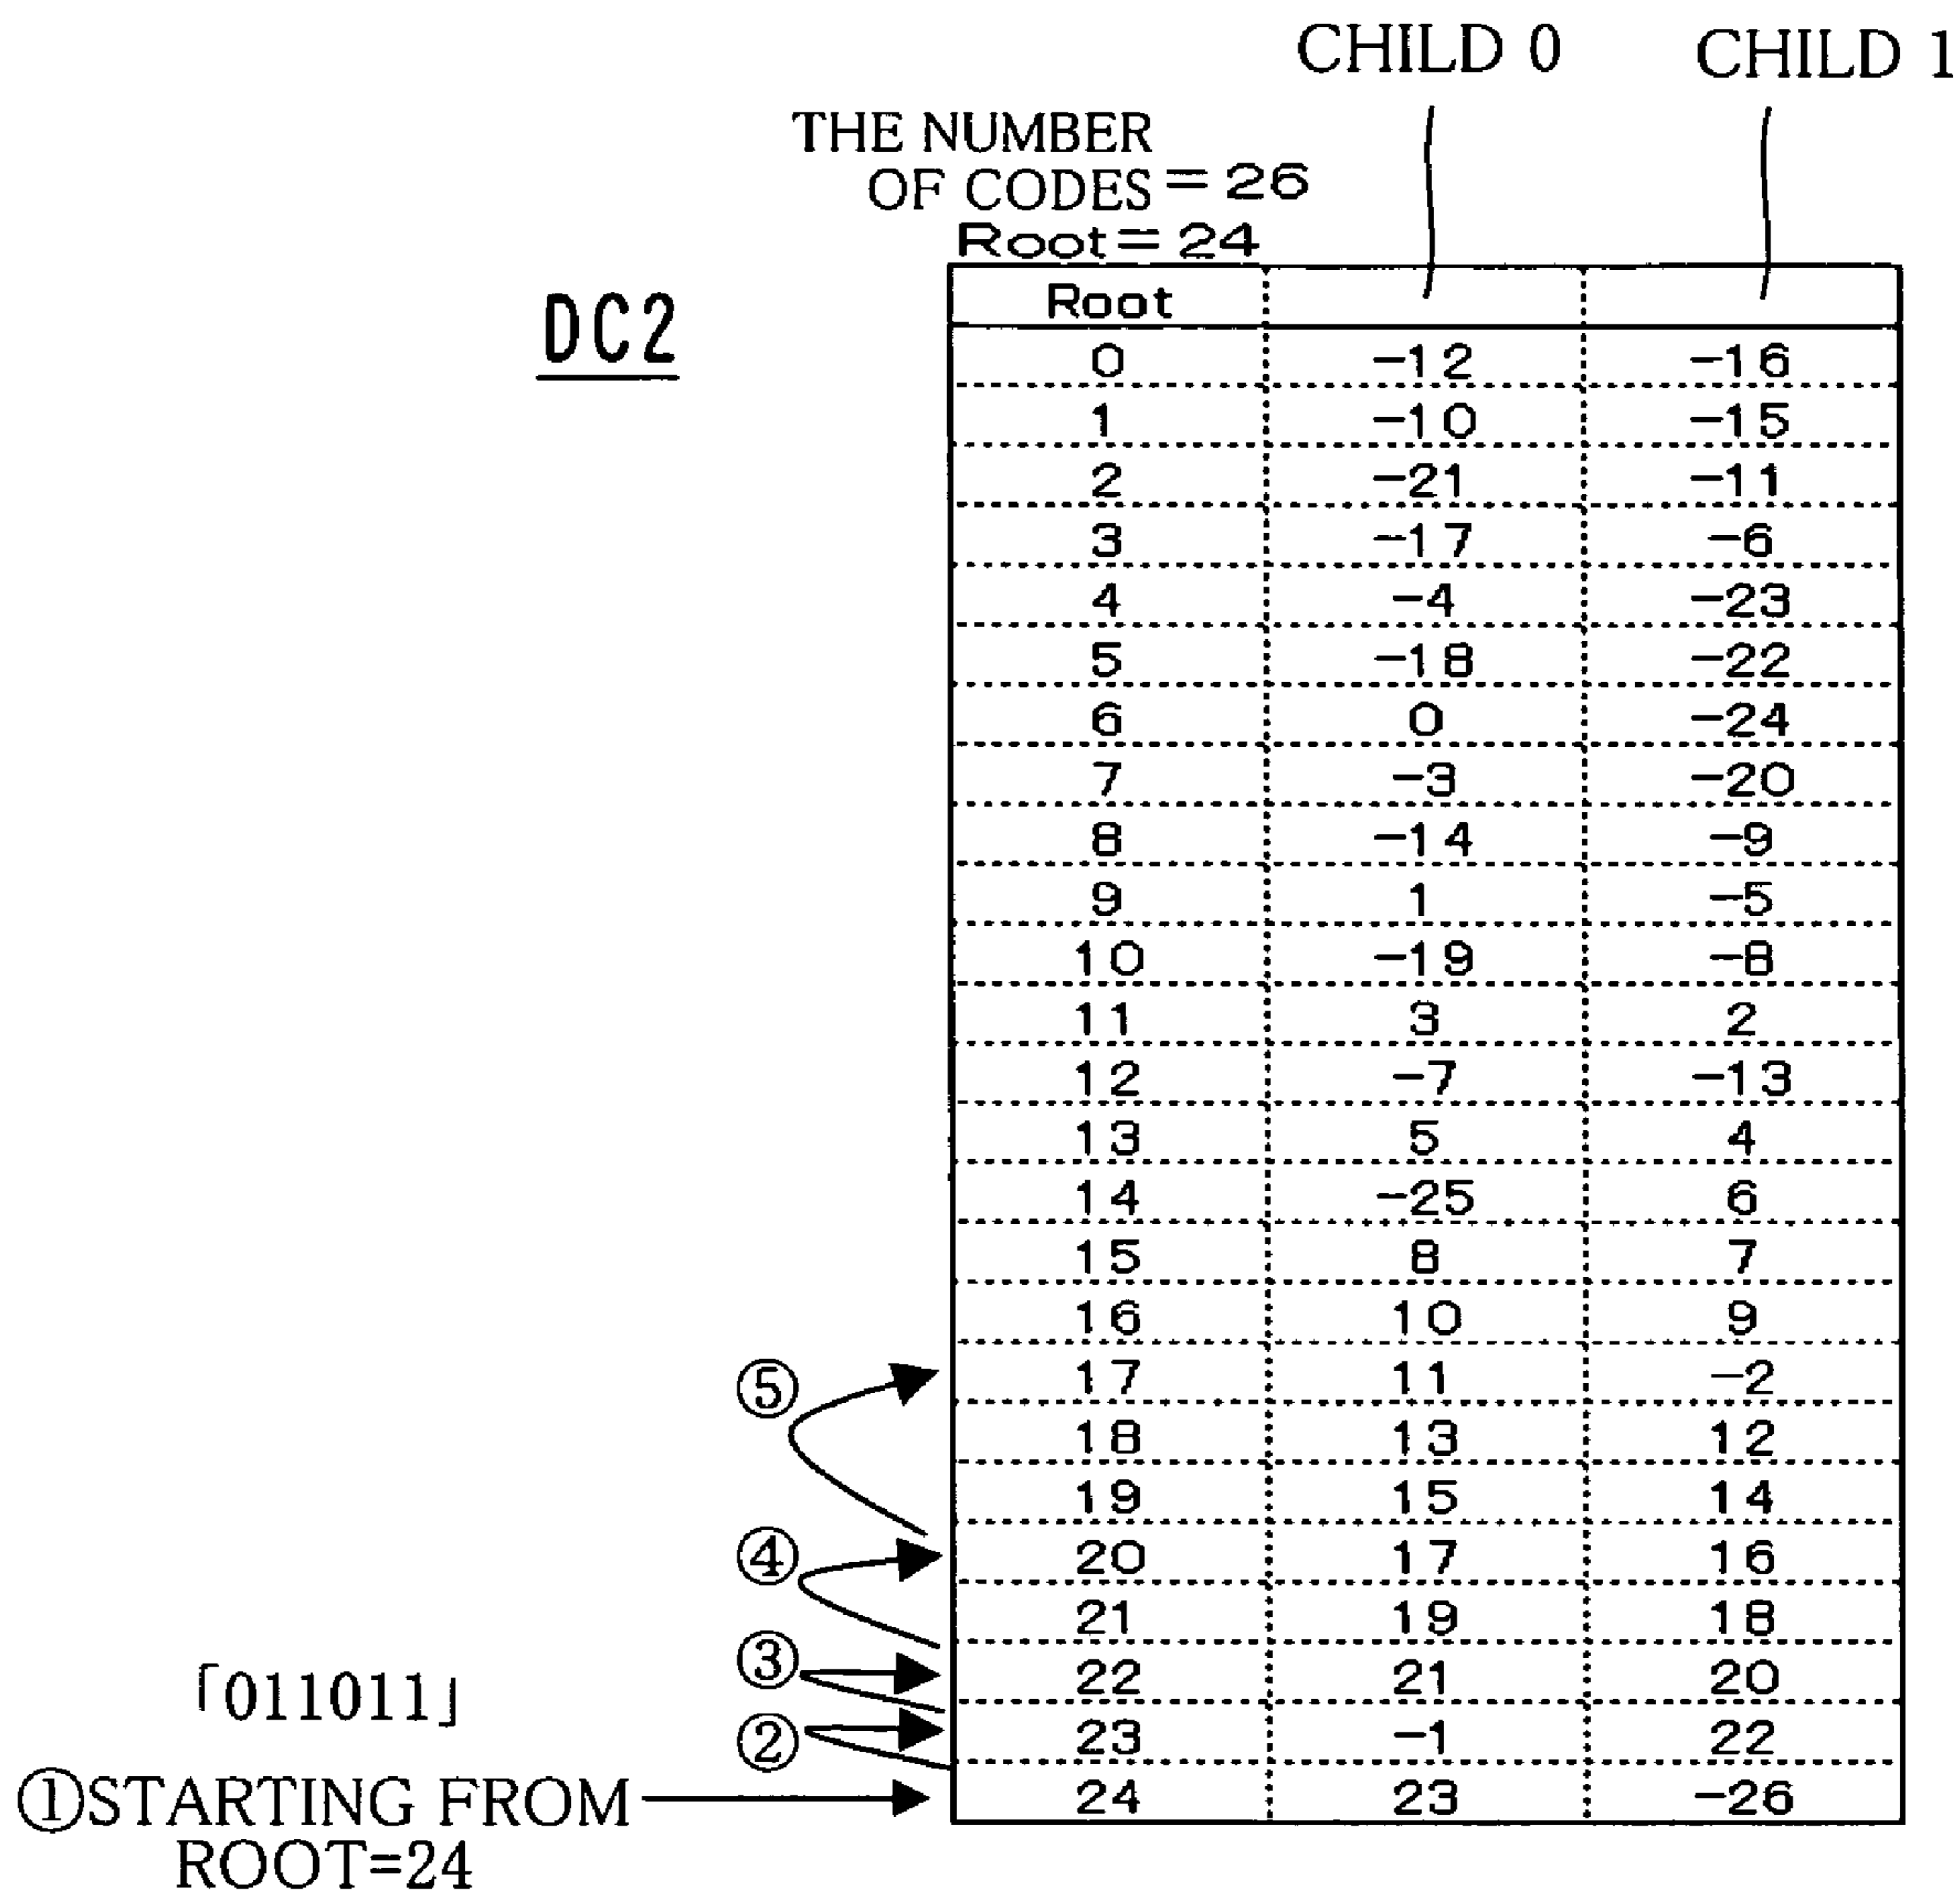 CHILD 0 CHILD 1
THE NUMBER
OF CODES = 26
Root = 24
DC2
Root
0 -12 -16
1 -10 -15
2 -21 -11
3 -17 -6
4 -4 -23
5 -18 -22
6 0 -24
7 -3 -20
8 -14 -9
9 1 -5
10 -19 -8
11 3 2
12 -7 -13
13 5 4
14 -25 6
15 8 7
16 10 9
⑤ 17 11 -2
18 13 12
19 15 14
④ 20 17 16
21 19 18
③ 22 21 20
「011011」
② 23 -1 22
①STARTING FROM 24 23 -26
ROOT=24